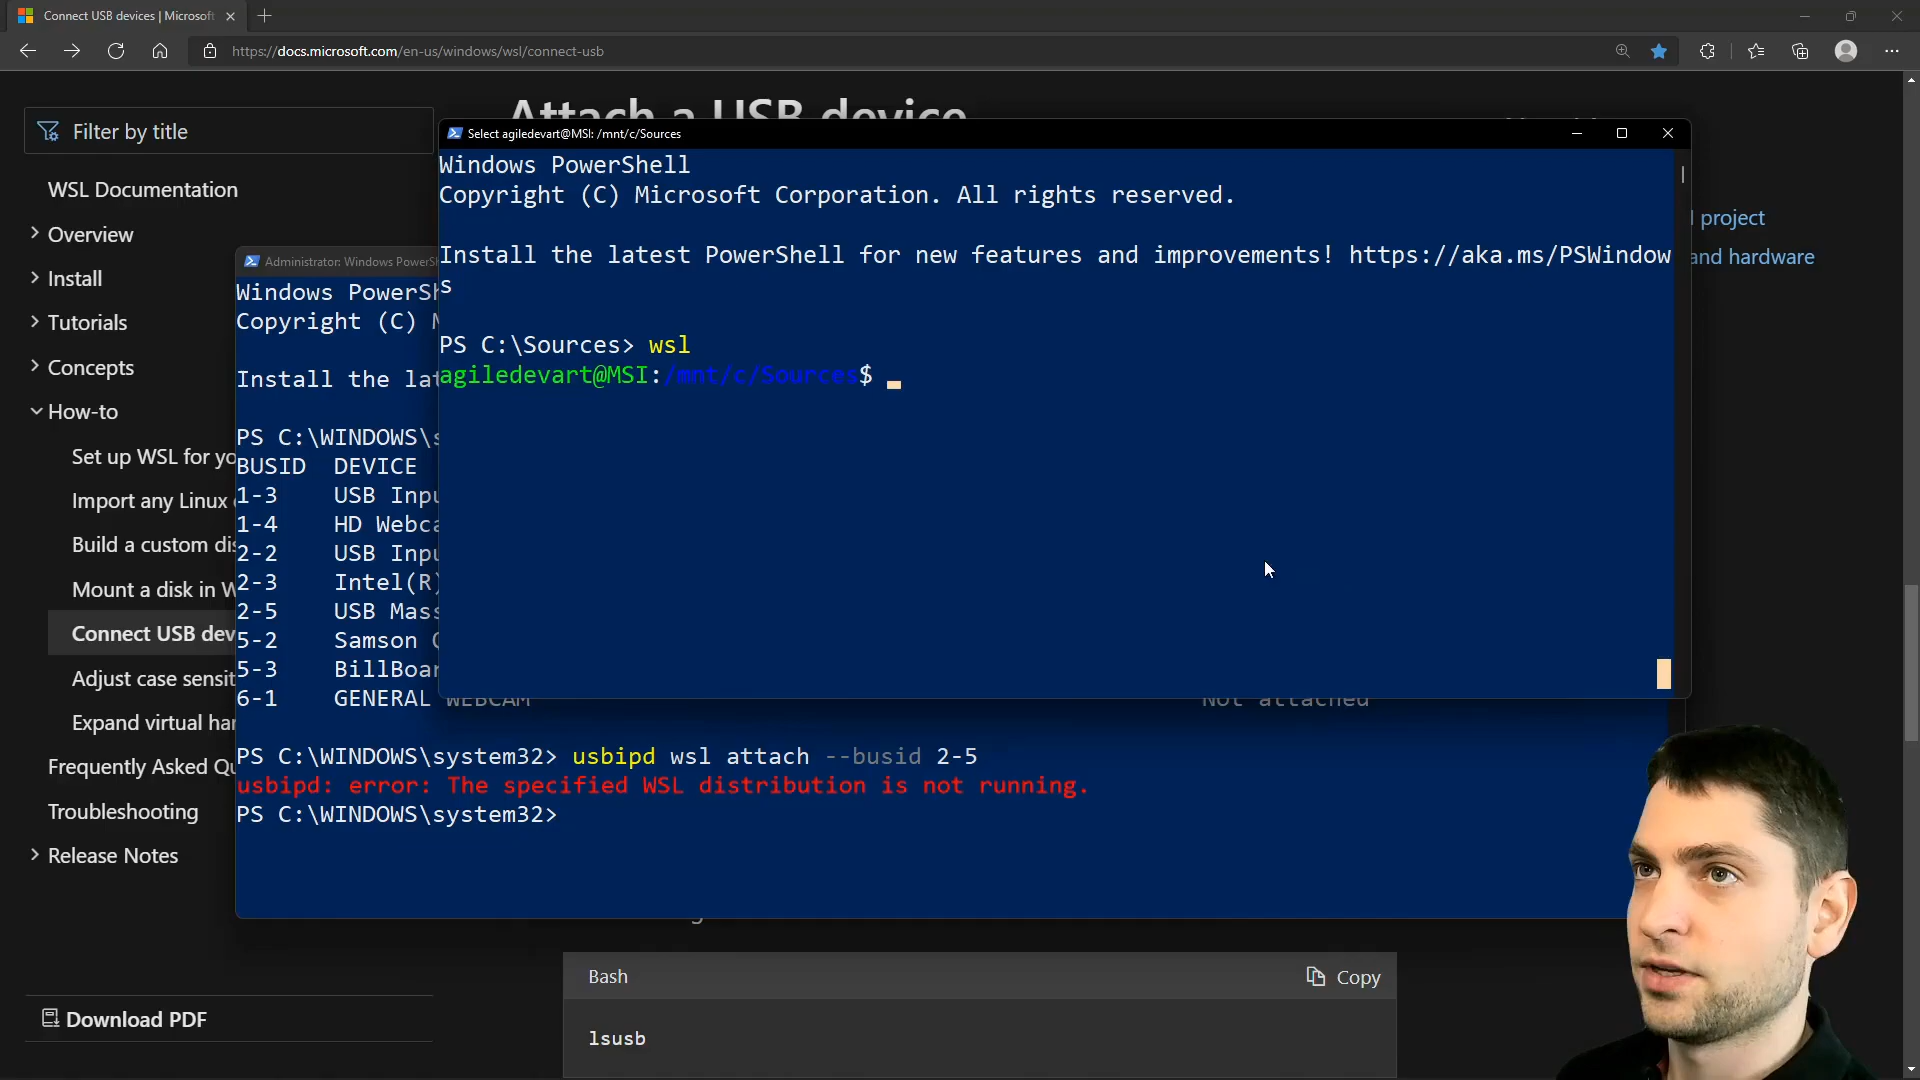 Connect USB devices | Microsoft
https://docs.microsoft.com/en-us/windows/wsl/connect-usb
Attach a USB device
Filter by title
WSL Documentation
Overview
Install
Tutorials
Concepts
How-to
Set up WSL for yo
Import any Linux
Build a custom dis
Mount a disk in W
Connect USB dev
Adjust case sensit
Expand virtual har
Frequently Asked Qu
Troubleshooting
Release Notes
Download PDF
Select agiledevart@MSI: /mnt/c/Sources
Windows PowerShell
Copyright (C) Microsoft Corporation. All rights reserved.
Install the latest PowerShell for new features and improvements! https://aka.ms/PSWindow
s
PS C:\Sources> wsl
agiledevart@MSI:/mnt/c/Sources$
project
and hardware
Administrator: Windows PowerSh
Windows PowerSh
Copyright (C) M
Install the lat
PS C:\WINDOWS\s
BUSID DEVICE
1-3 USB Inpu
1-4 HD Webca
2-2 USB Inpu
2-3 Intel(R)
2-5 USB Mass
5-2 Samson
5-3 BillBoar
6-1 GENERAL WEBCAM Not attached
PS C:\WINDOWS\system32> usbipd wsl attach --busid 2-5
usbipd: error: The specified WSL distribution is not running.
PS C:\WINDOWS\system32>
Bash
Copy
lsusb